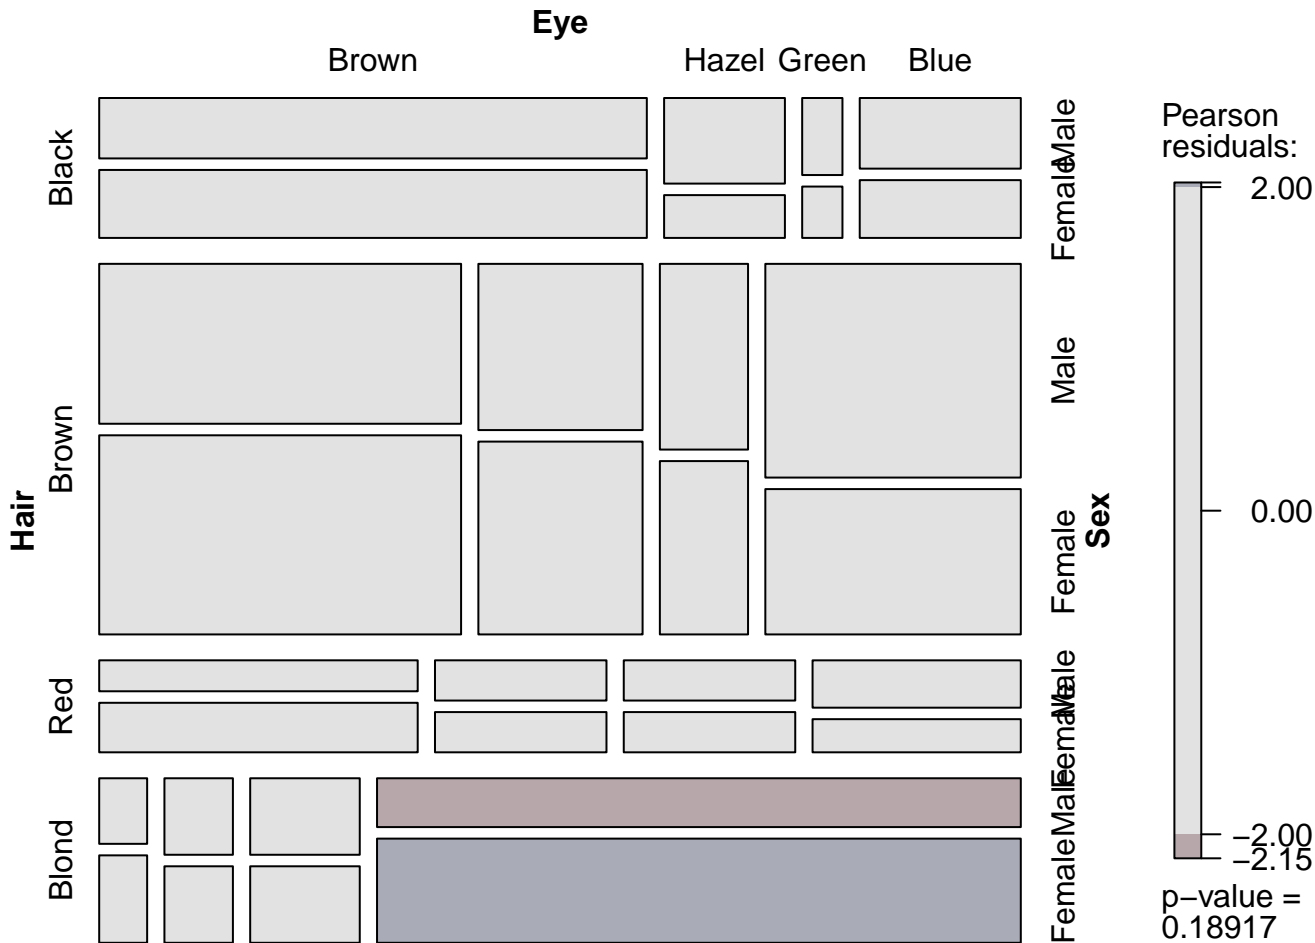 Eye
Brown Hazel Green Blue
Hair
Black
Brown
Red
Blond
Male
Female
Male
Female
Male
Female
Male
Female
Sex
Pearson
residuals:
2.00
0.00
−2.00
−2.15
p−value =
0.18917